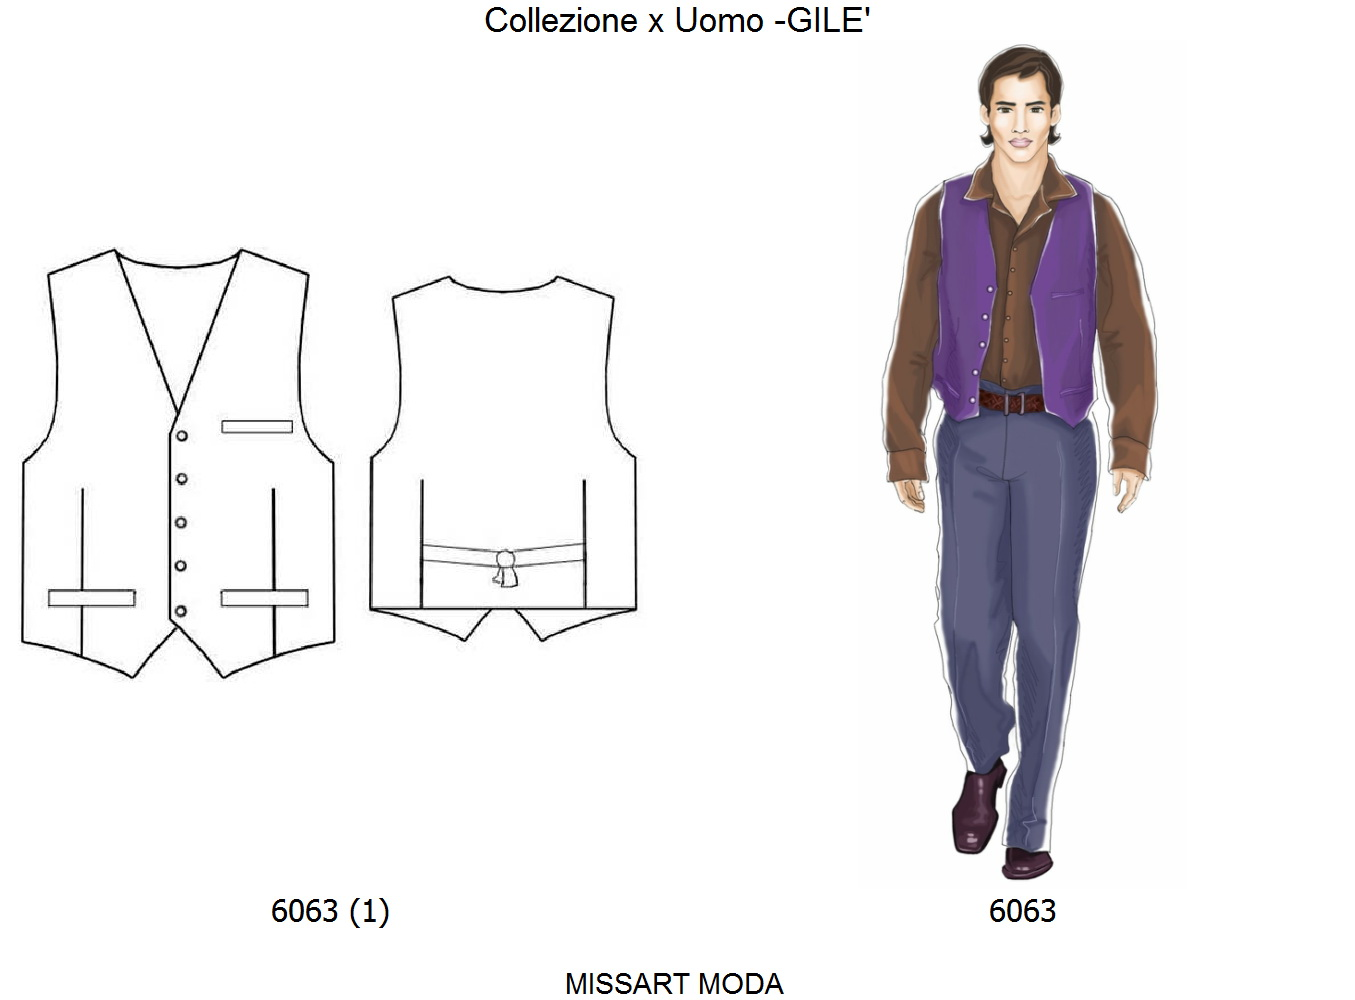 Collezione x Uomo -GILE'
6063 (1)
6063
MISSART MODA